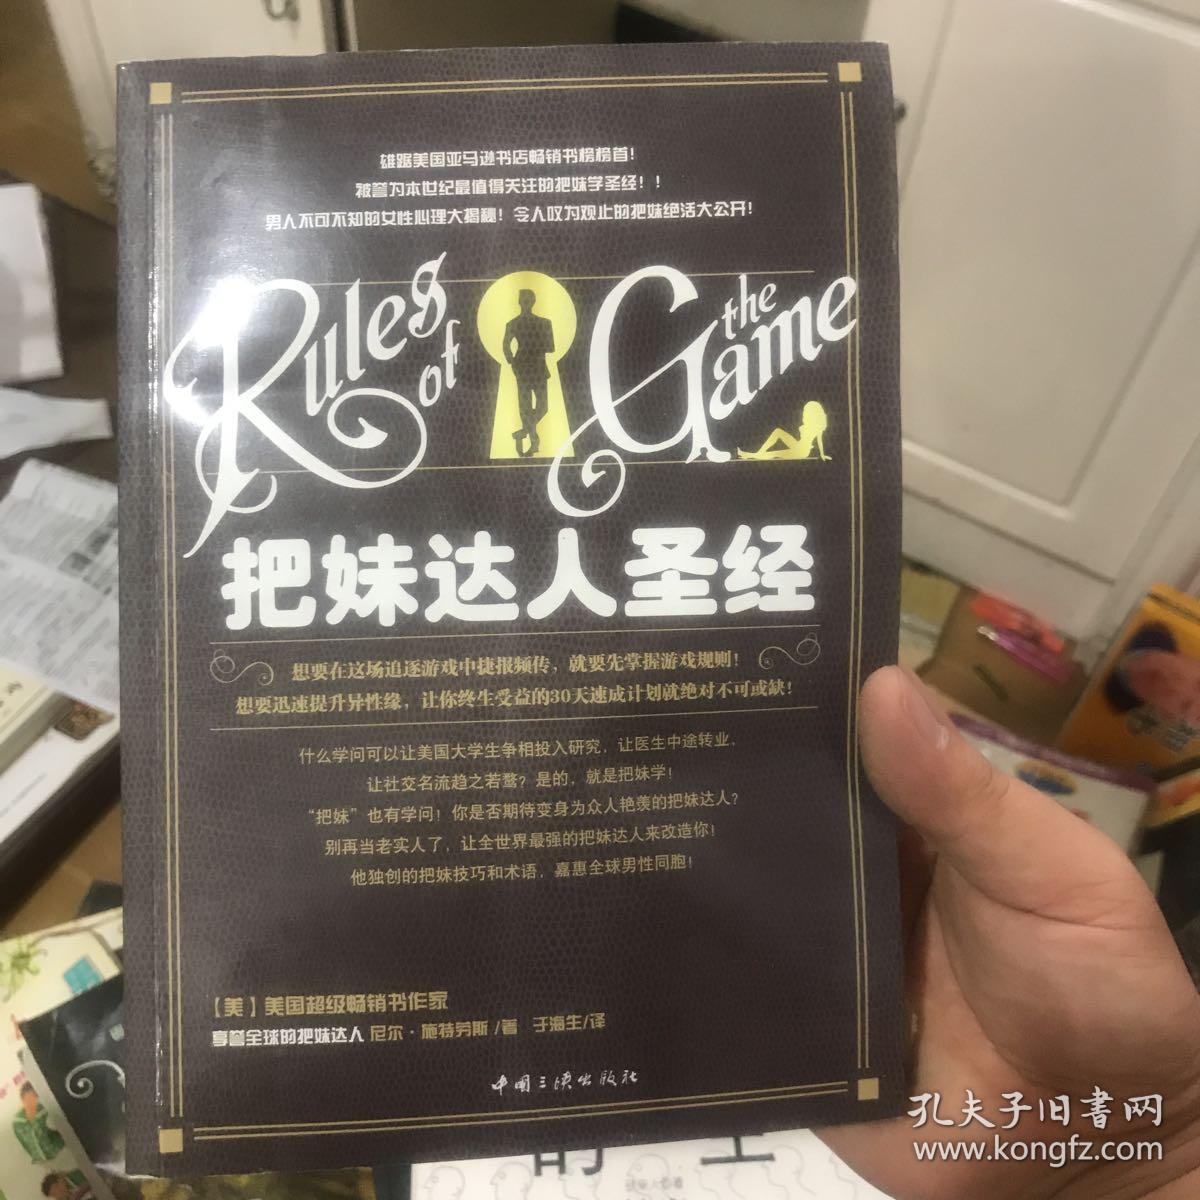 雄踞美国亚马逊书店畅销书榜榜首！
被誉为本世纪最值得关注的把妹学圣经！！
男人不可不知的女性心理大揭秘！令人叹为观止的把妹绝活大公开！
Rules of the Game
把妹达人圣经
想要在这场追逐游戏中捷报频传，就要先掌握游戏规则！
想要迅速提升异性缘，让你终生受益的30天速成计划就绝对不可或缺！
什么学问可以让美国大学生争相投入研究，让医生中途转业，
让社交名流趋之若鹜？是的，就是把妹学！
“把妹”也有学问！你是否期待变身为众人艳羡的把妹达人？
别再当老实人了，让全世界最强的把妹达人来改造你！
他独创的把妹技巧和术语，嘉惠全球男性同胞！
【美】美国超级畅销书作家
享誉全球的把妹达人 尼尔·施特劳斯/著 于海生/译
中国三峡出版社
孔夫子旧書网
www.kongfz.com